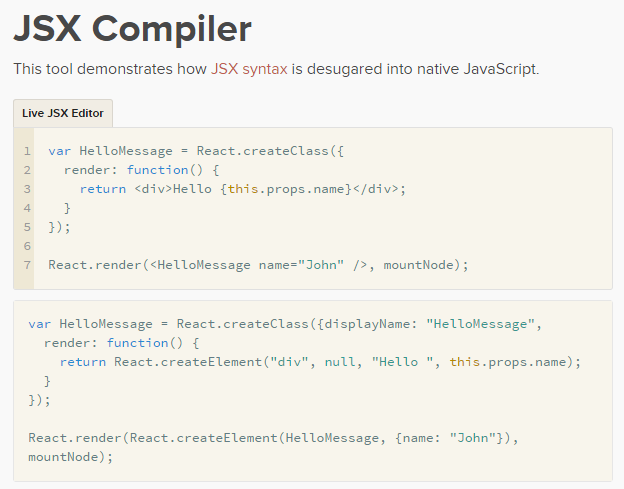 JSX Compiler
This tool demonstrates how JSX syntax is desugared into native JavaScript.
Live JSX Editor
1 var HelloMessage = React.createClass({
2   render: function() {
3     return <div>Hello {this.props.name}</div>;
4   }
5 });
6
7 React.render(<HelloMessage name="John" />, mountNode);
var HelloMessage = React.createClass({displayName: "HelloMessage",
  render: function() {
    return React.createElement("div", null, "Hello ", this.props.name);
  }
});

React.render(React.createElement(HelloMessage, {name: "John"}),
mountNode);